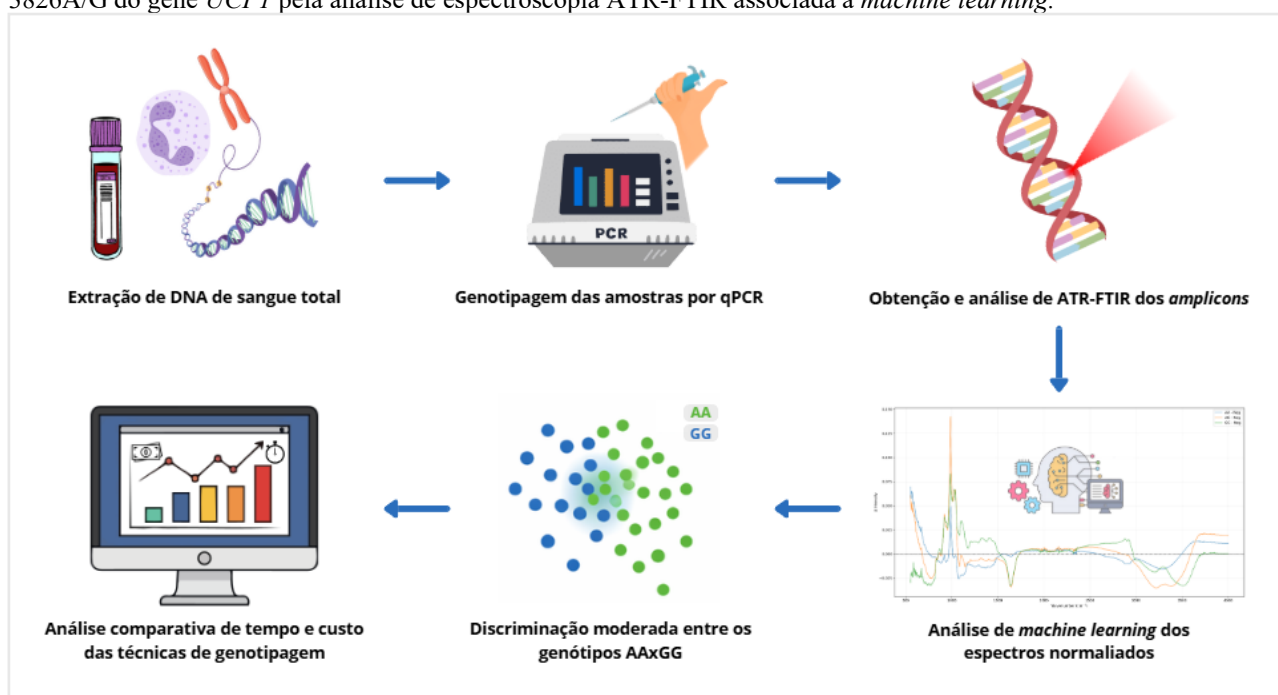 3826A/G do gene UCP1 pela análise de espectroscopia ATR-FTIR associada a machine learning.
PCR
Extração de DNA de sangue total
Genotipagem das amostras por qPCR
Obtenção e análise de ATR-FTIR dos amplicons
AA
GG
Análise comparativa de tempo e custo
das técnicas de genotipagem
Discriminação moderada entre os
genótipos AAxGG
Análise de machine learning dos
espectros normaliados